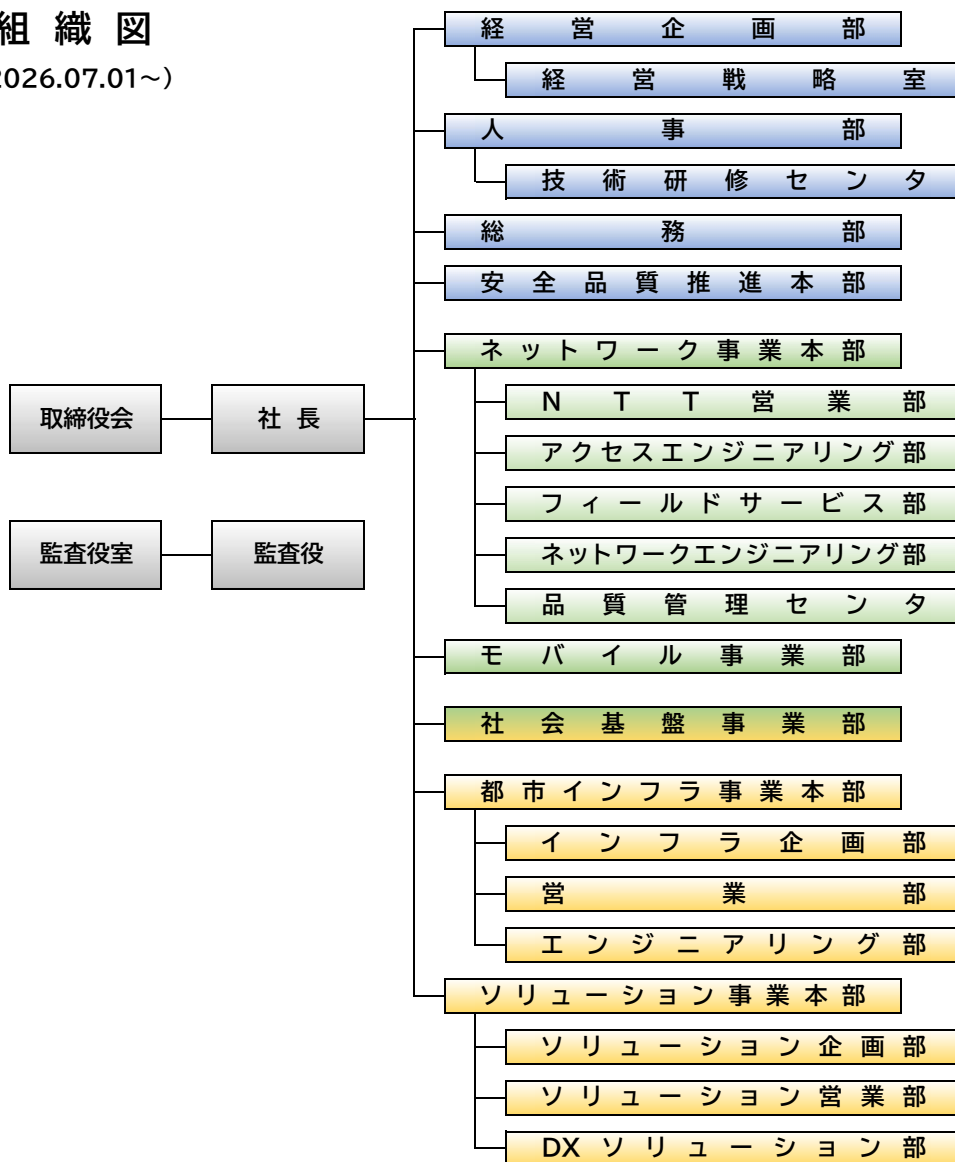 組織図
2026.07.01～)
経営企画部
経営戦略室
人事部
技術研修センタ
総務部
安全品質推進本部
ネットワーク事業本部
NTT営業部
アクセスエンジニアリング部
フィールドサービス部
ネットワークエンジニアリング部
品質管理センタ
モバイル事業部
社会基盤事業部
都市インフラ事業本部
インフラ企画部
営業部
エンジニアリング部
ソリューション事業本部
ソリューション企画部
ソリューション営業部
DXソリューション部
取締役会
社長
監査役室
監査役